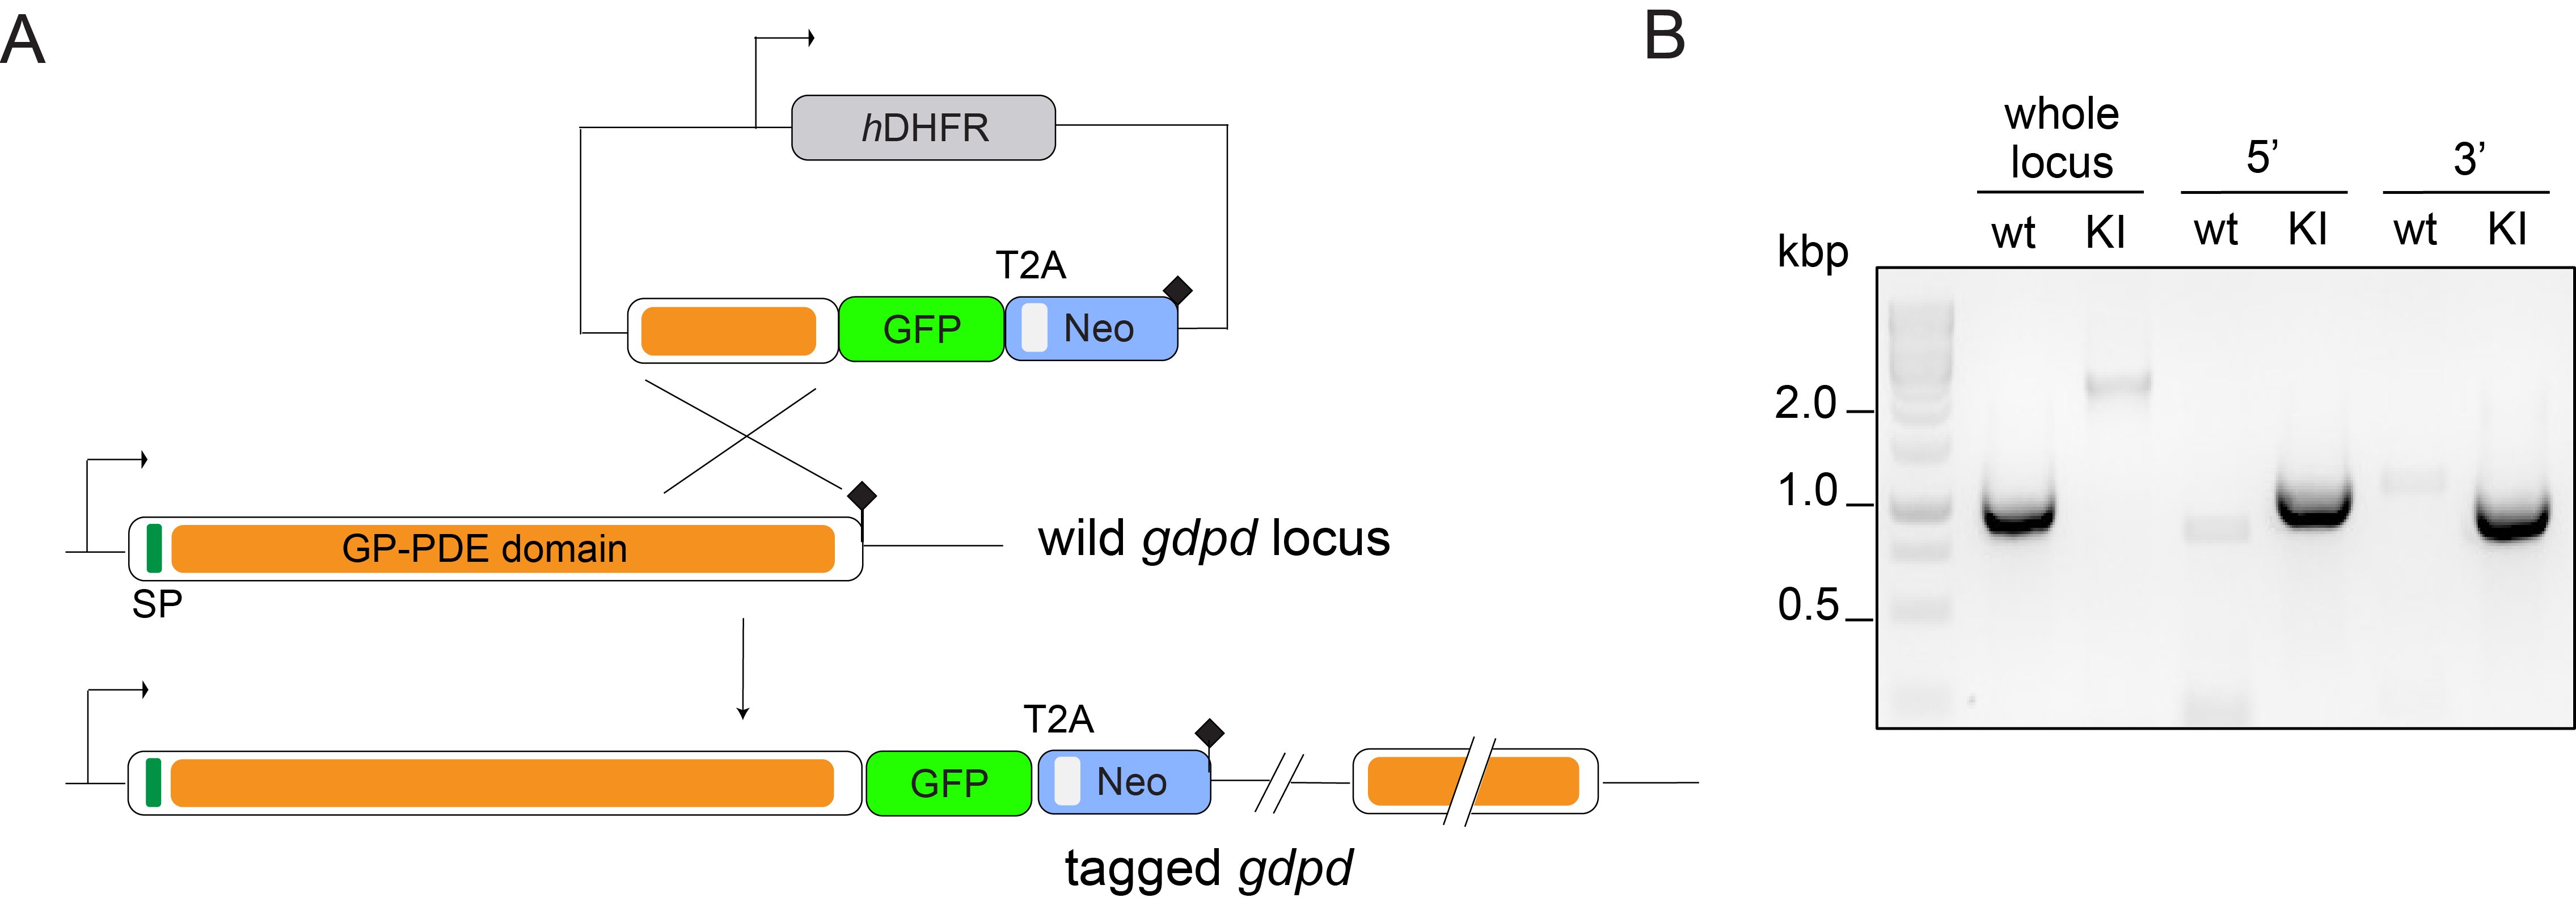 A
hDHFR
T2A
GFP
Neo
GP-PDE domain
wild gdpd locus
SP
T2A
GFP
Neo
tagged gdpd
B
whole
locus
5’
3’
wt KI wt KI wt KI
kbp
2.0
1.0
0.5